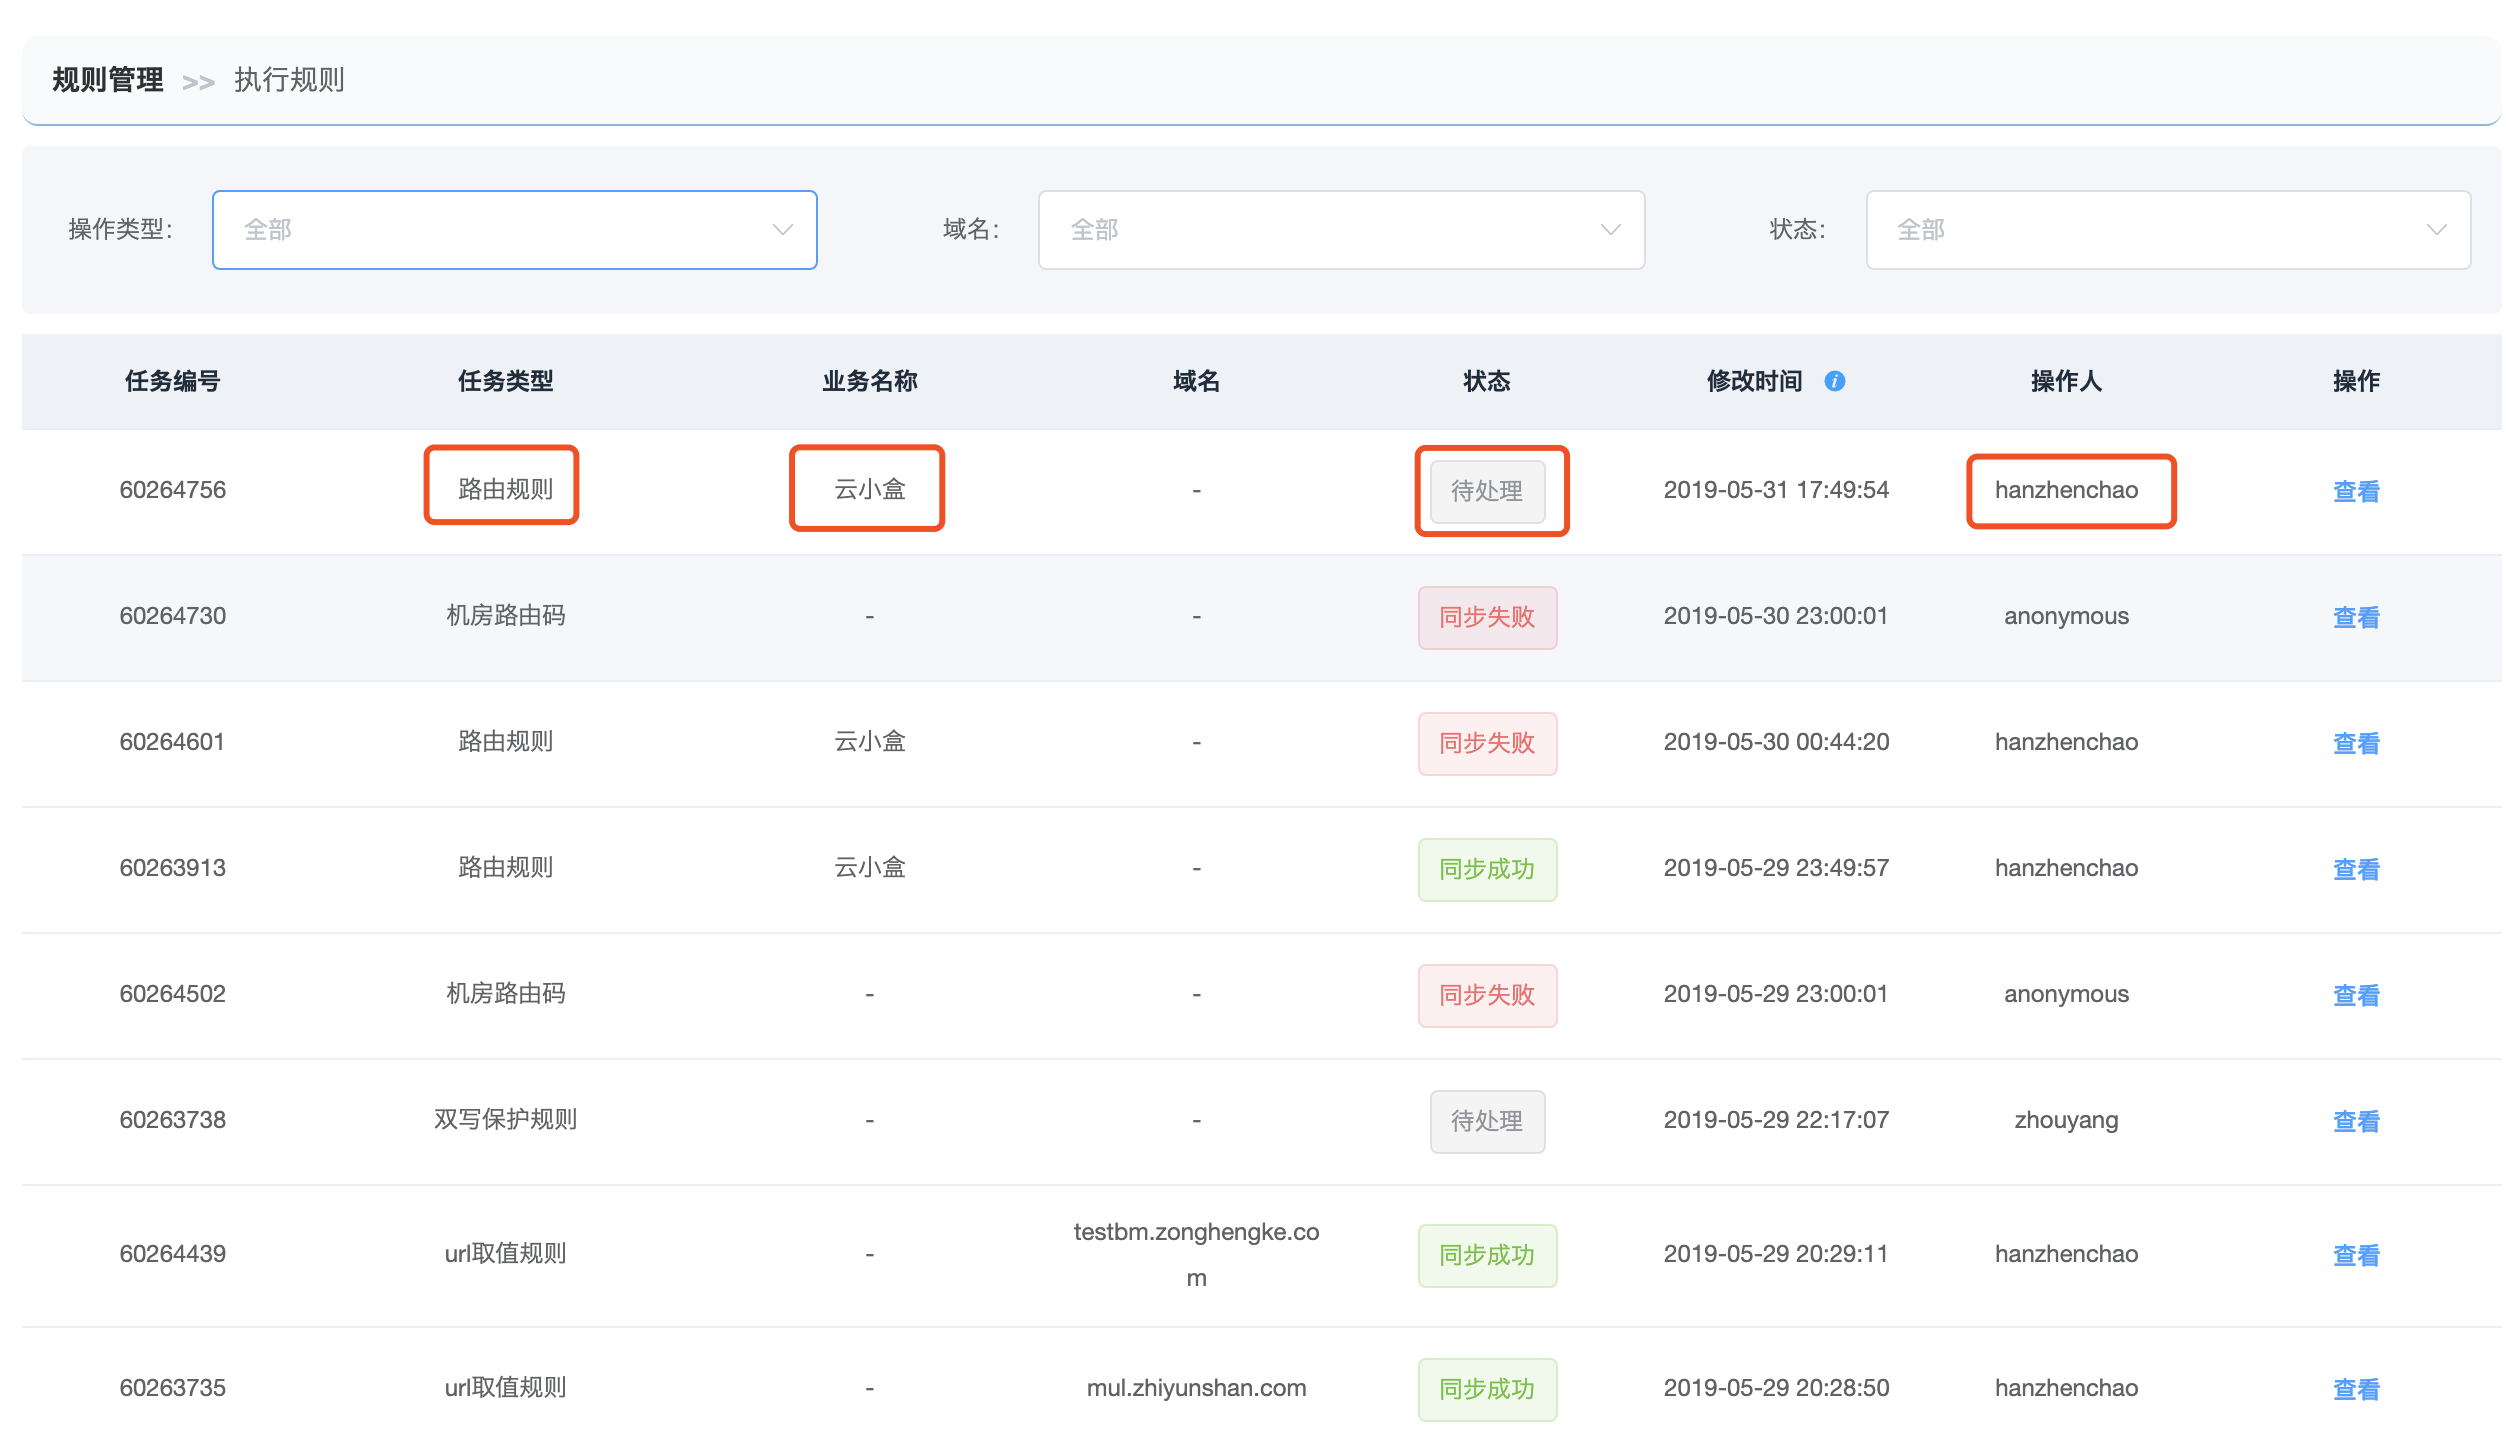 规则管理 >> 执行规则
操作类型: 全部 域名: 全部 状态: 全部
任务编号 任务类型 业务名称 域名 状态 修改时间 i 操作人 操作
60264756 路由规则 云小盒 - 待处理 2019-05-31 17:49:54 hanzhenchao 查看
60264730 机房路由码 - - 同步失败 2019-05-30 23:00:01 anonymous 查看
60264601 路由规则 云小盒 - 同步失败 2019-05-30 00:44:20 hanzhenchao 查看
60263913 路由规则 云小盒 - 同步成功 2019-05-29 23:49:57 hanzhenchao 查看
60264502 机房路由码 - - 同步失败 2019-05-29 23:00:01 anonymous 查看
60263738 双写保护规则 - - 待处理 2019-05-29 22:17:07 zhouyang 查看
60264439 url取值规则 - testbm.zonghengke.co
m 同步成功 2019-05-29 20:29:11 hanzhenchao 查看
60263735 url取值规则 - mul.zhiyunshan.com 同步成功 2019-05-29 20:28:50 hanzhenchao 查看